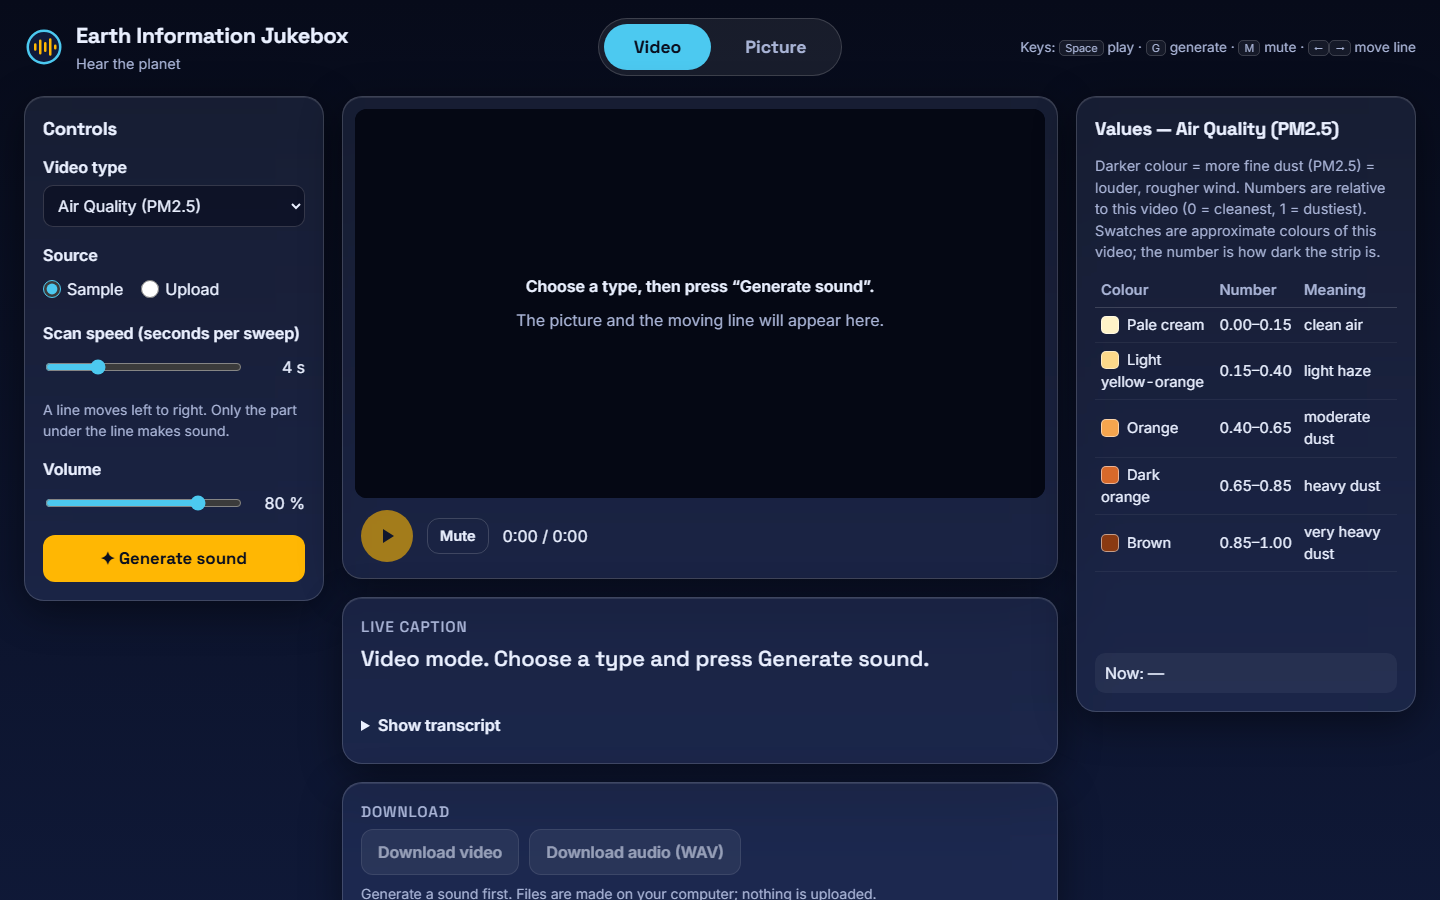 Earth Information Jukebox
Hear the planet
Video
Picture
Keys: Space play · G generate · M mute · ← → move line
Controls
Video type
Air Quality (PM2.5)
Source
Sample
Upload
Scan speed (seconds per sweep)
4 s
A line moves left to right. Only the part
under the line makes sound.
Volume
80 %
✦ Generate sound
Choose a type, then press “Generate sound”.
The picture and the moving line will appear here.
Mute
0:00 / 0:00
LIVE CAPTION
Video mode. Choose a type and press Generate sound.
Show transcript
DOWNLOAD
Download video
Download audio (WAV)
Generate a sound first. Files are made on your computer; nothing is uploaded.
Values — Air Quality (PM2.5)
Darker colour = more fine dust (PM2.5) =
louder, rougher wind. Numbers are relative
to this video (0 = cleanest, 1 = dustiest).
Swatches are approximate colours of this
video; the number is how dark the strip is.
Colour Number Meaning
Pale cream 0.00–0.15 clean air
Light
yellow-orange 0.15–0.40 light haze
Orange 0.40–0.65 moderate
dust
Dark
orange 0.65–0.85 heavy dust
Brown 0.85–1.00 very heavy
dust
Now: —